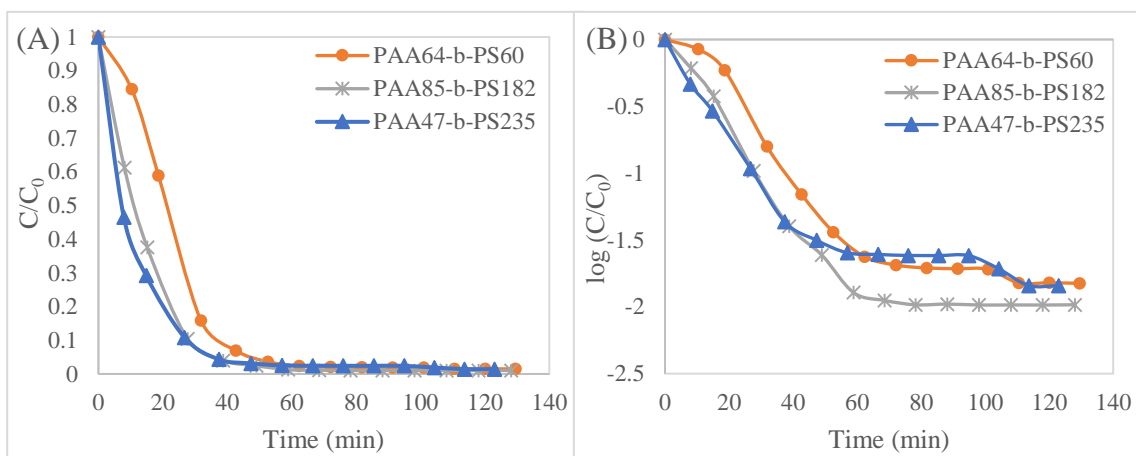 (A)
PAA64-b-PS60
PAA85-b-PS182
PAA47-b-PS235
1
0.9
0.8
0.7
0.6
0.5
0.4
0.3
0.2
0.1
0
C/C0
0 20 40 60 80 100 120 140
Time (min)
(B)
PAA64-b-PS60
PAA85-b-PS182
PAA47-b-PS235
0
-0.5
-1
-1.5
-2
-2.5
log (C/C0)
0 20 40 60 80 100 120 140
Time (min)